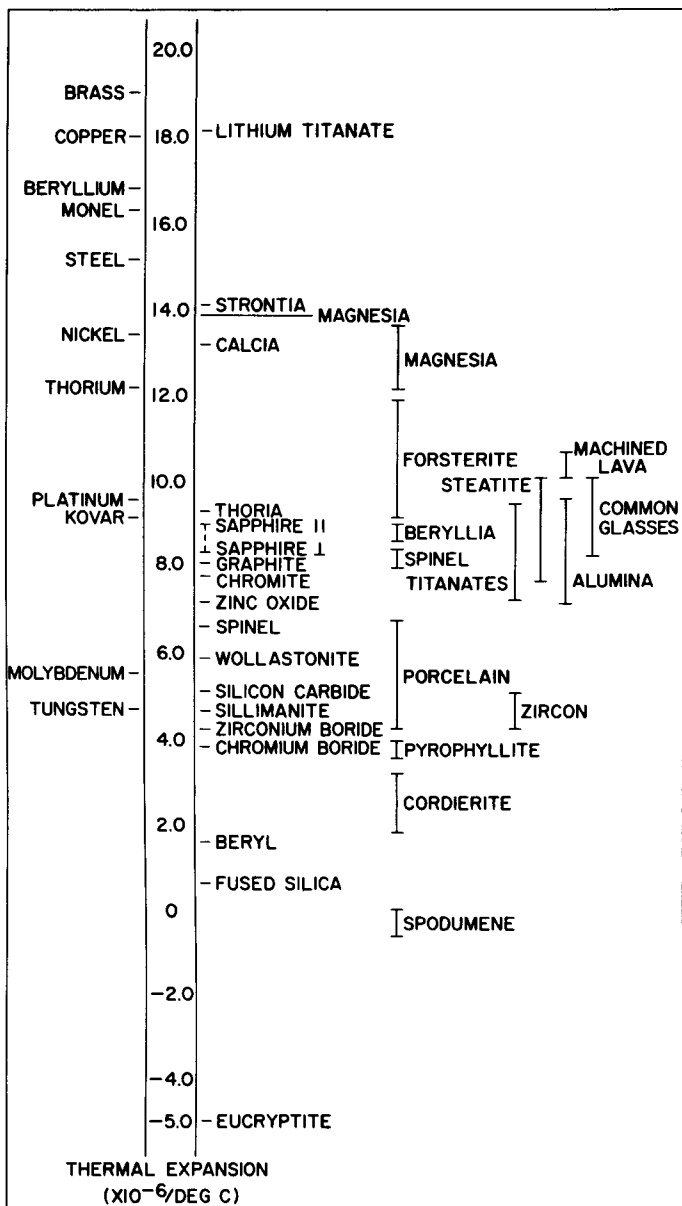 20.0
BRASS
COPPER
18.0
LITHIUM TITANATE
BERYLLIUM
MONEL
16.0
STEEL
14.0
STRONTIA
MAGNESIA
NICKEL
CALCIA
MAGNESIA
THORIUM
12.0
MACHINED
LAVA
FORSTERITE
10.0
STEATITE
PLATINUM
KOVAR
THORIA
COMMON
GLASSES
SAPPHIRE II
BERYLLIA
SAPPHIRE ⊥
8.0
GRAPHITE
SPINEL
CHROMITE
TITANATES
ALUMINA
ZINC OXIDE
SPINEL
6.0
WOLLASTONITE
MOLYBDENUM
PORCELAIN
SILICON CARBIDE
TUNGSTEN
SILLIMANITE
ZIRCON
ZIRCONIUM BORIDE
4.0
CHROMIUM BORIDE
PYROPHYLLITE
CORDIERITE
2.0
BERYL
FUSED SILICA
0
SPODUMENE
-2.0
-4.0
-5.0
EUCRYPTITE
THERMAL EXPANSION
(X10-6/DEG C)